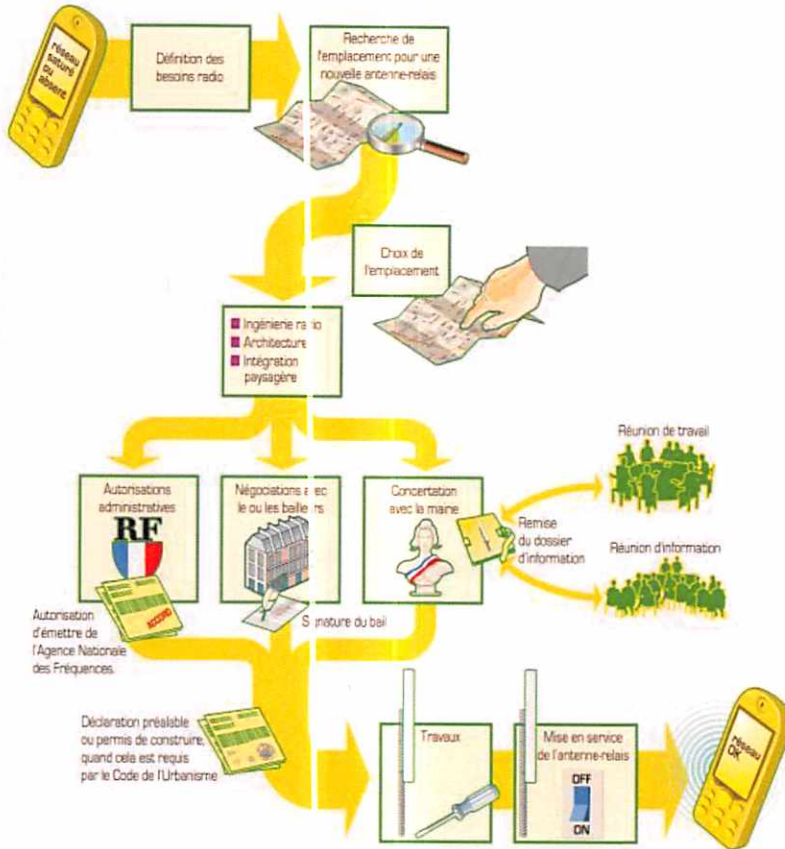 réseau
saturé
ou
absent
Définition des
besoins radio
Recherche de
l'emplacement pour une
nouvelle antenne-relais
Choix de
l'emplacement
Ingénierie radio
Architecture
Intégration
paysagère
Autorisations
administratives
RF
ACCORD
Négociations avec
le ou les bailleurs
Concertation
avec la mairie
Réunion de travail
Remise
du dossier
d'information
Réunion d'information
Signature du bail
Autorisation
d'émettre de
l'Agence Nationale
des Fréquences.
Déclaration préalable
ou permis de construire,
quand cela est requis
par le Code de l'Urbanisme
Travaux
Mise en service
de l'antenne-relais
OFF
ON
réseau
OK